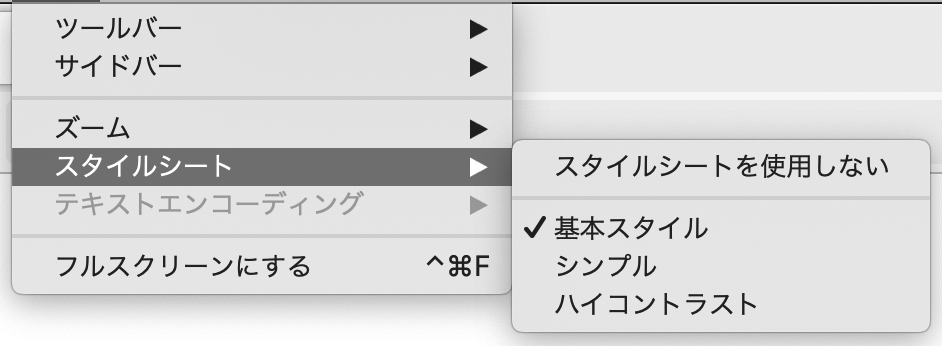 ツールバー ▶
サイドバー ▶
ズーム ▶
スタイルシート ▶
テキストエンコーディング ▶
フルスクリーンにする ^⌘F
スタイルシートを使用しない
✓ 基本スタイル
シンプル
ハイコントラスト